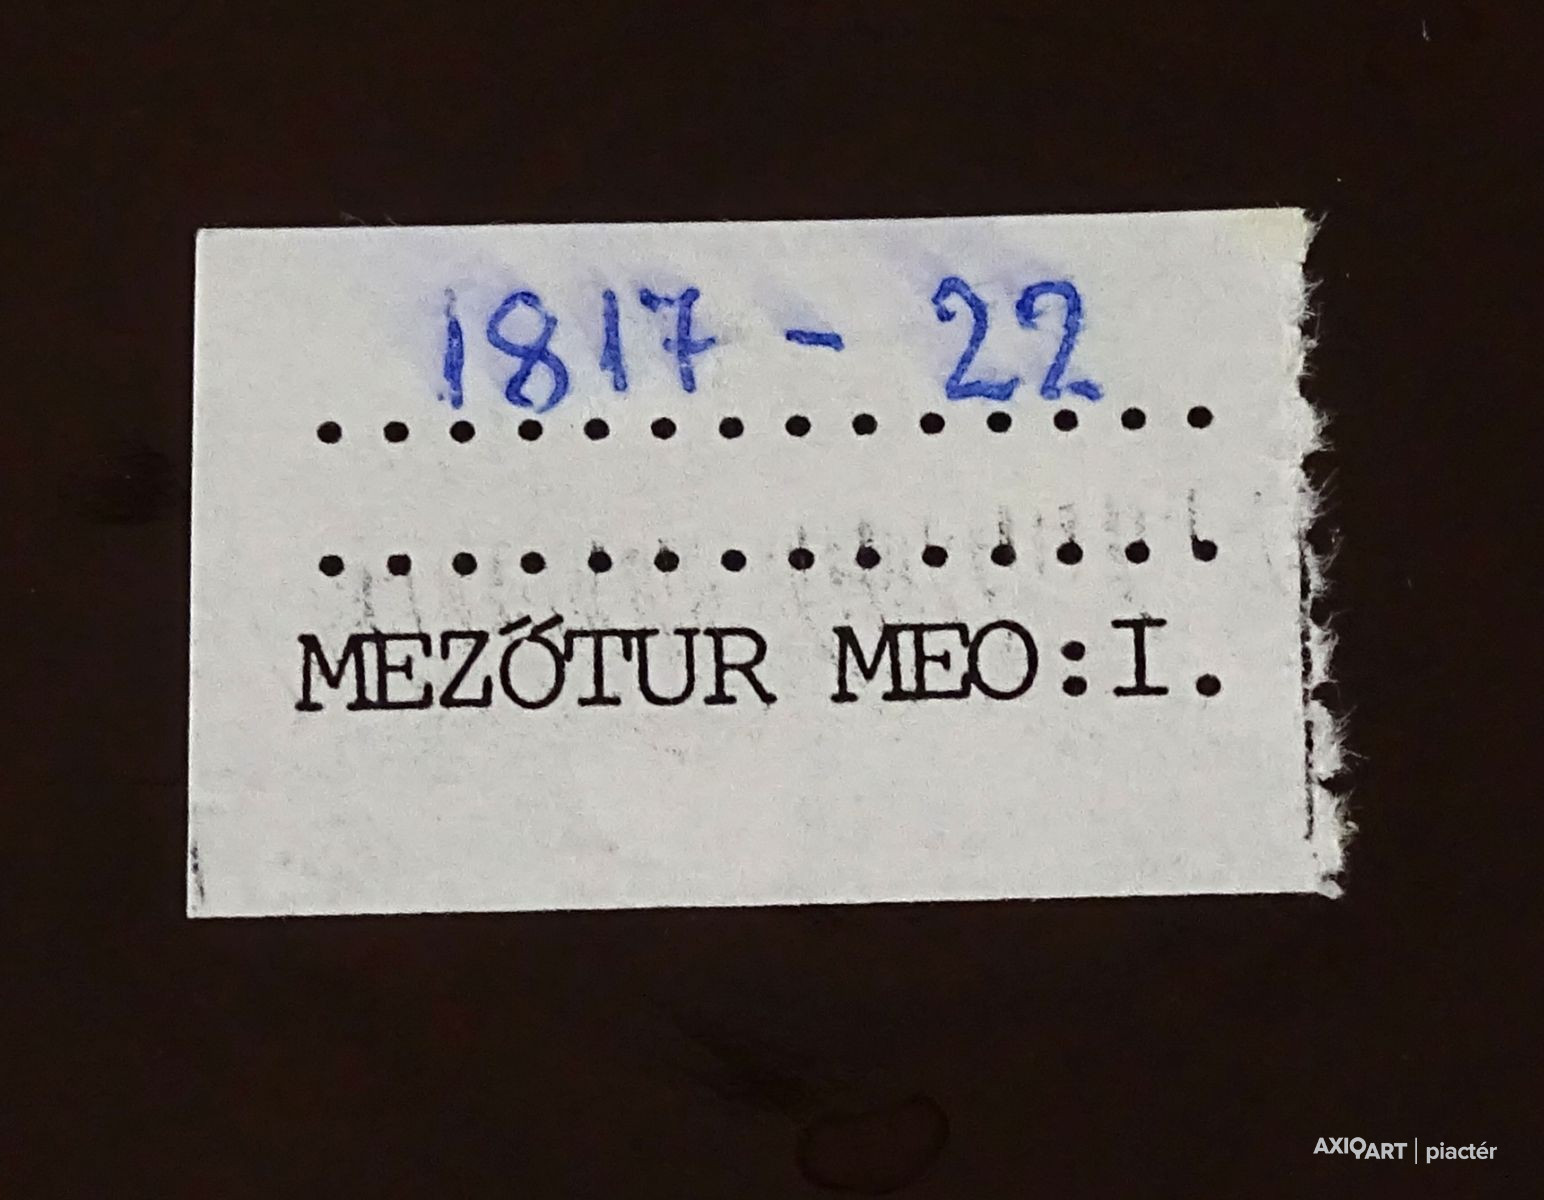 1817 - 22
..............
..............
MEZŐTUR MEO:I.
AXIOART | piactér